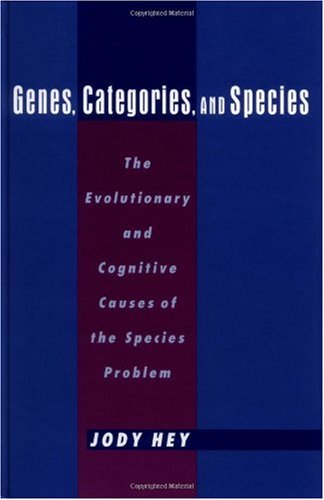 Genes, Categories, AND Species
The
Evolutionary
and
Cognitive
Causes of
the Species
Problem
JODY HEY